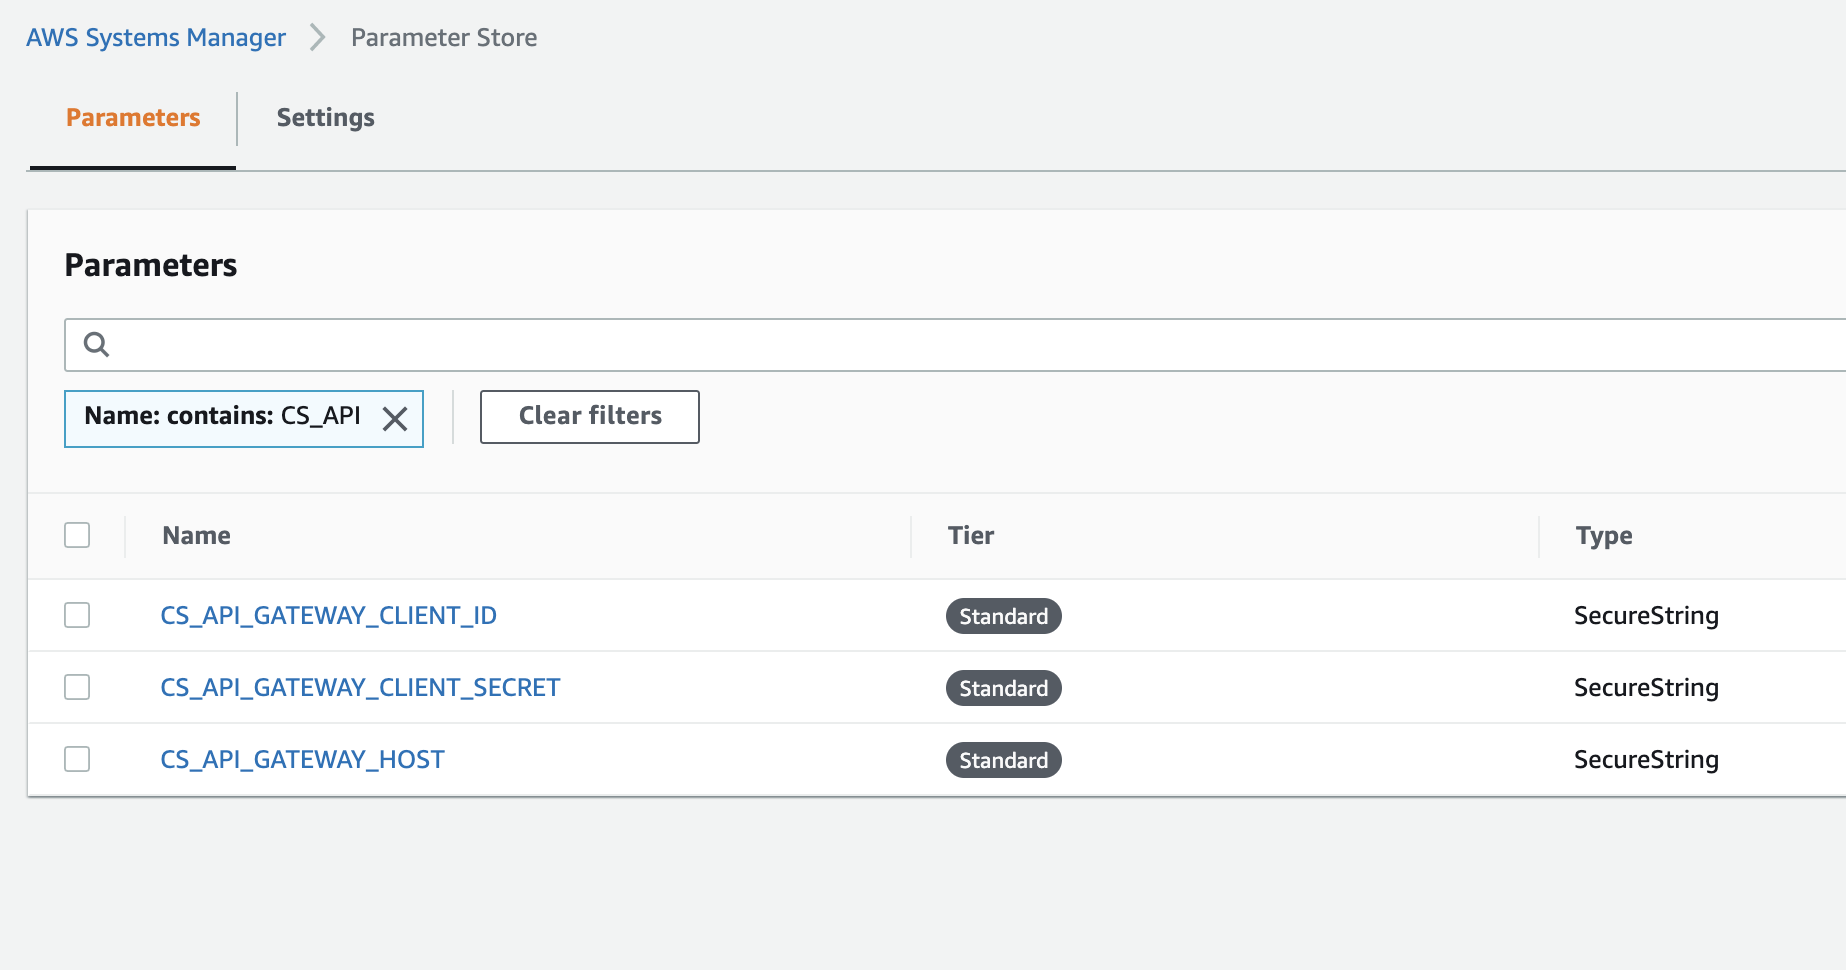 AWS Systems Manager > Parameter Store
Parameters Settings
Parameters
Name: contains: CS_API Clear filters
Name Tier Type
CS_API_GATEWAY_CLIENT_ID Standard SecureString
CS_API_GATEWAY_CLIENT_SECRET Standard SecureString
CS_API_GATEWAY_HOST Standard SecureString